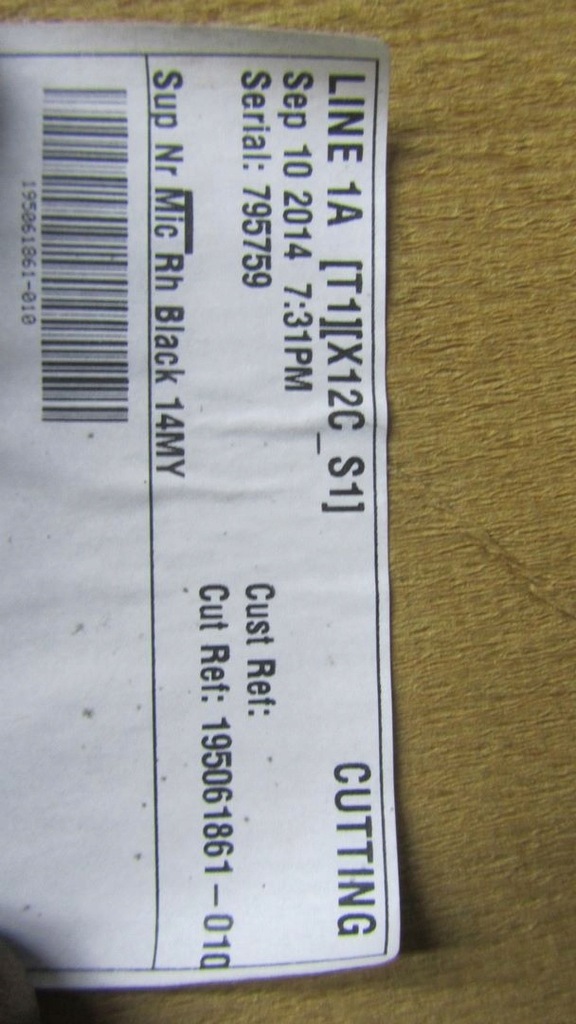 LINE 1A [T1][X12C_S1] CUTTING
Sep 10 2014 7:31PM
Serial: 795759 Cust Ref:
Cut Ref: 195061861-010
Sup Nr Mic Rh Black 14MY
195061861-010